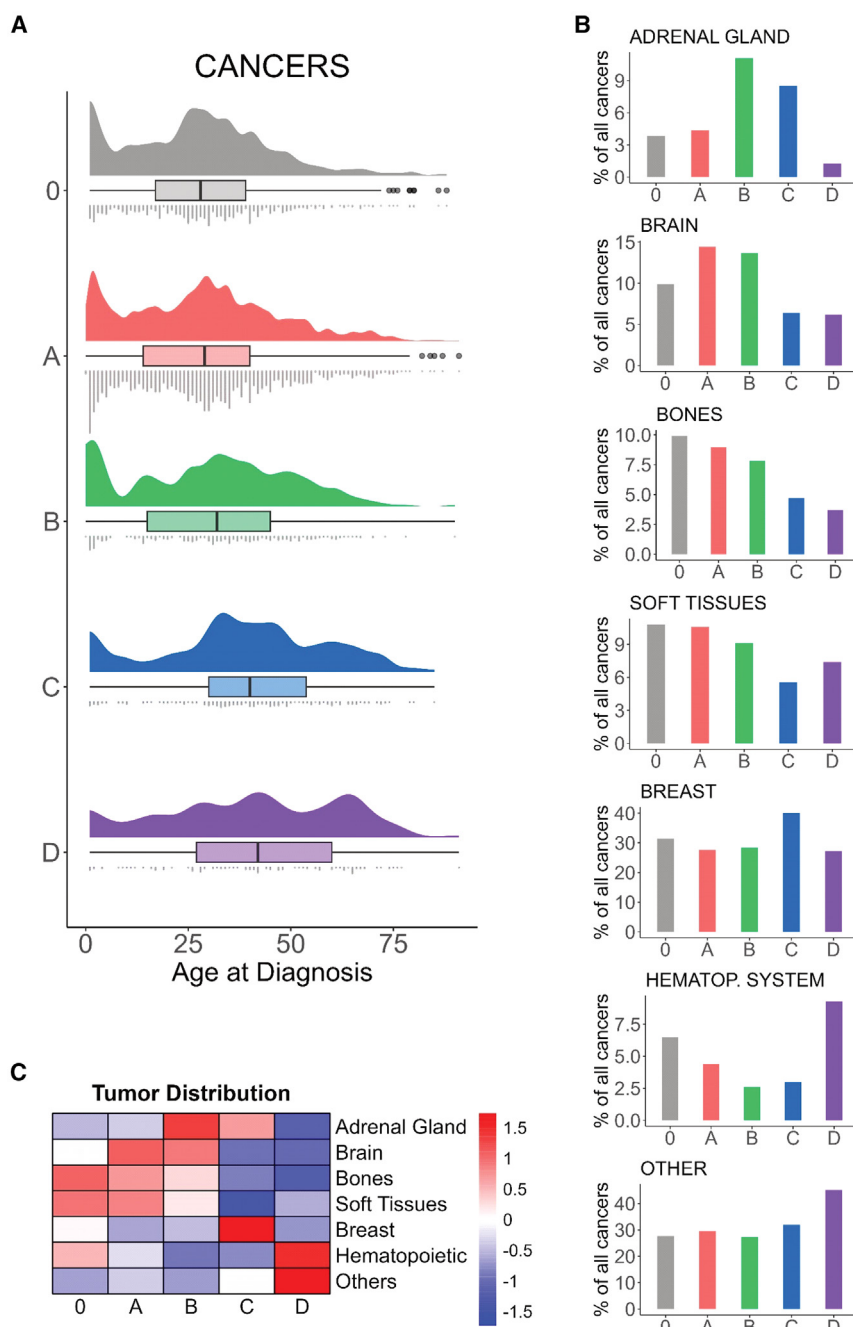 A
CANCERS
0
A
B
C
D
0 25 50 75
Age at Diagnosis
B
ADRENAL GLAND
% of all cancers
9
6
3
0
0 A B C D
BRAIN
% of all cancers
15
10
5
0
0 A B C D
BONES
% of all cancers
10.0
7.5
5.0
2.5
0.0
0 A B C D
SOFT TISSUES
% of all cancers
9
6
3
0
0 A B C D
BREAST
% of all cancers
40
30
20
10
0
0 A B C D
HEMATOP. SYSTEM
% of all cancers
7.5
5.0
2.5
0.0
0 A B C D
OTHER
% of all cancers
40
30
20
10
0
0 A B C D
C
Tumor Distribution
Adrenal Gland
Brain
Bones
Soft Tissues
Breast
Hematopoietic
Others
0 A B C D
1.5
1
0.5
0
-0.5
-1
-1.5